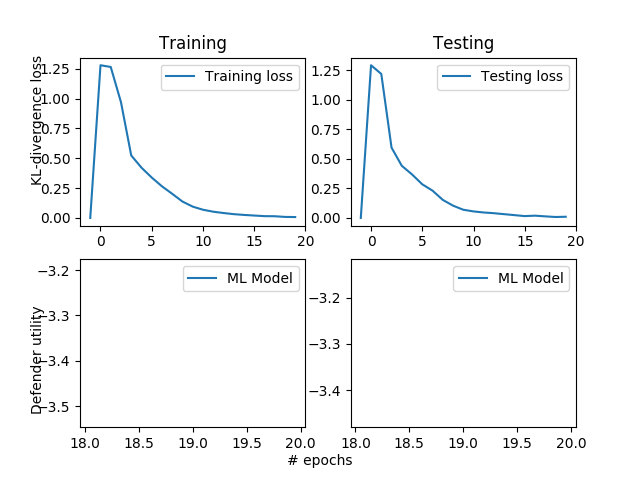 Training
Testing
KL-divergence loss
1.25
1.00
0.75
0.50
0.25
0.00
Training loss
0 5 10 15 20
1.25
1.00
0.75
0.50
0.25
0.00
Testing loss
0 5 10 15 20
Defender utility
−3.2
−3.3
−3.4
−3.5
ML Model
18.0 18.5 19.0 19.5 20.0
−3.2
−3.3
−3.4
ML Model
18.0 18.5 19.0 19.5 20.0
# epochs